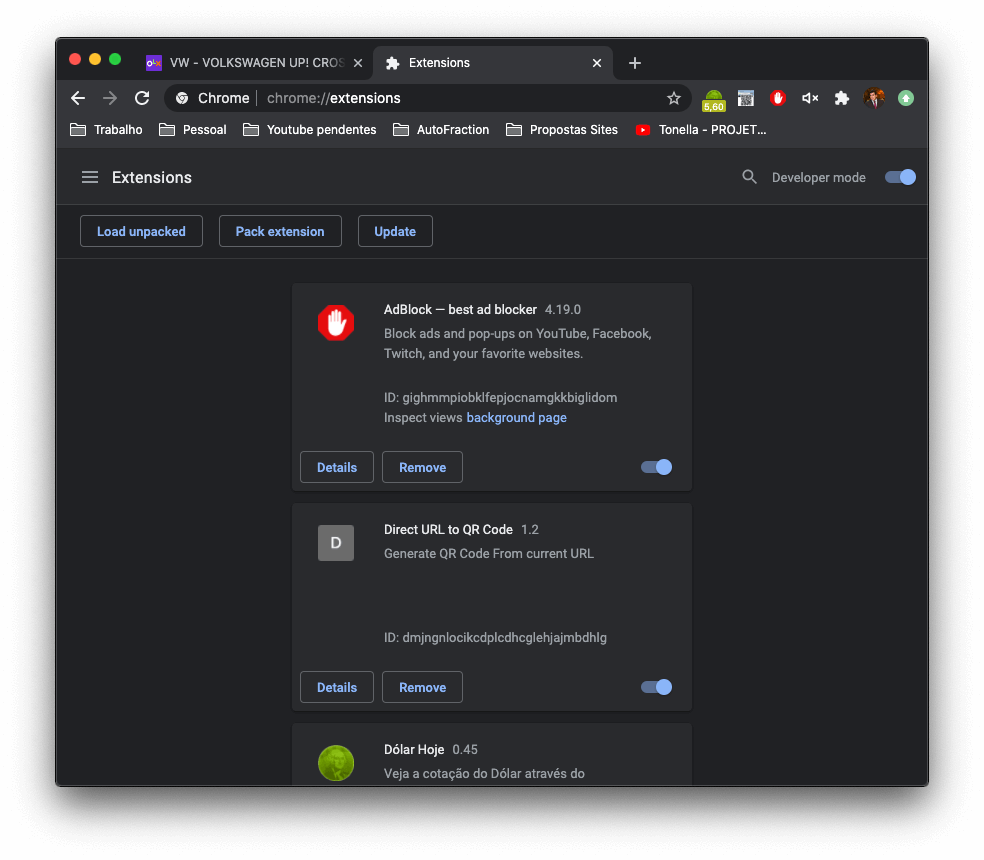 OLX VW - VOLKSWAGEN UP! CROS
Extensions
Chrome chrome://extensions
5,60
Trabalho Pessoal Youtube pendentes AutoFraction Propostas Sites Tonella - PROJET...
Extensions Developer mode
Load unpacked Pack extension Update
AdBlock — best ad blocker 4.19.0
Block ads and pop-ups on YouTube, Facebook,
Twitch, and your favorite websites.
ID: gighmmpiobklfepjocnamgkkbiglidom
Inspect views background page
Details Remove
D
Direct URL to QR Code 1.2
Generate QR Code From current URL
ID: dmjngnlocikcdplcdhcglehjajmbdhlg
Details Remove
Dólar Hoje 0.45
Veja a cotação do Dólar através do